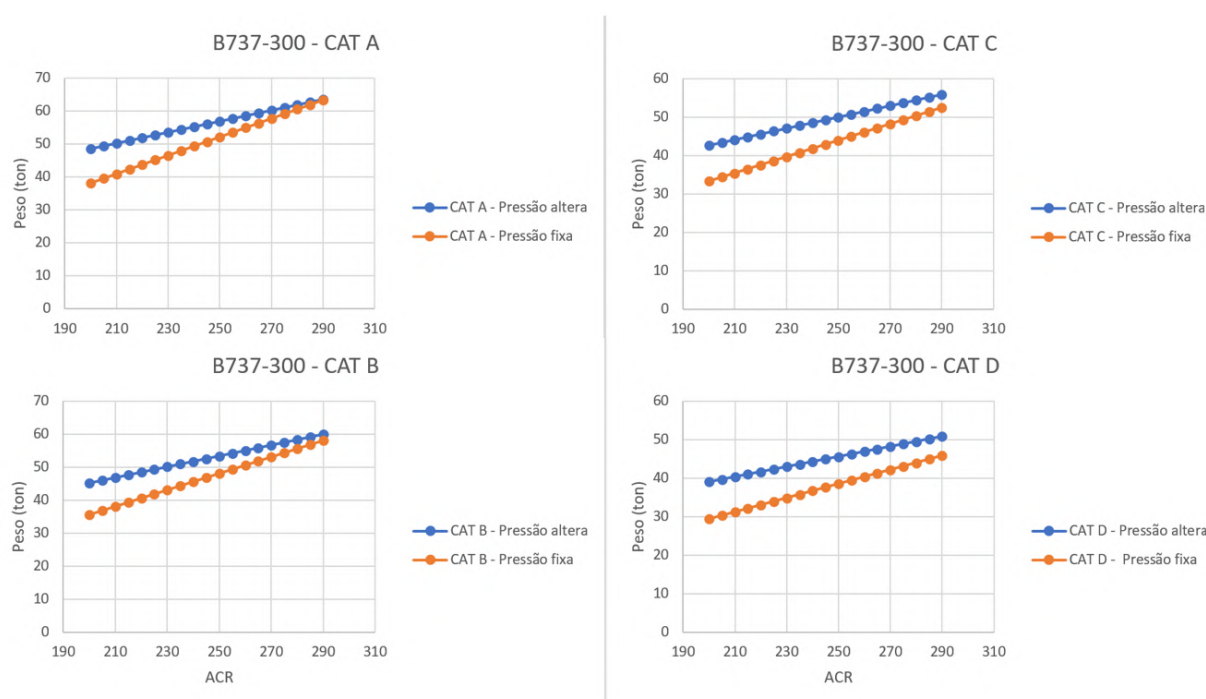 B737-300 - CAT A
70
60
50
40
30
20
10
0
Peso (ton)
190 210 230 250 270 290 310
CAT A - Pressão altera
CAT A - Pressão fixa
B737-300 - CAT C
60
50
40
30
20
10
0
Peso (ton)
190 210 230 250 270 290 310
CAT C - Pressão altera
CAT C - Pressão fixa
B737-300 - CAT B
70
60
50
40
30
20
10
0
Peso (ton)
190 210 230 250 270 290 310
ACR
CAT B - Pressão altera
CAT B - Pressão fixa
B737-300 - CAT D
60
50
40
30
20
10
0
Peso (ton)
190 210 230 250 270 290 310
ACR
CAT D - Pressão altera
CAT D - Pressão fixa